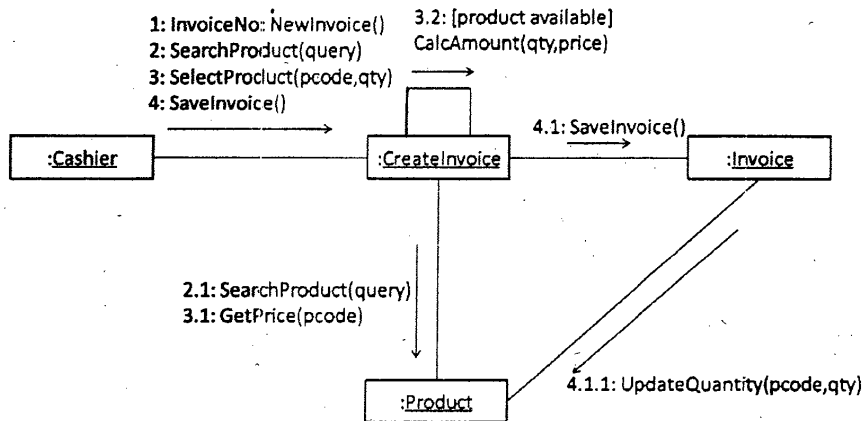 1: InvoiceNo:: NewInvoice()
2: SearchProduct(query)
3: SelectProduct(pcode,qty)
4: SaveInvoice()
3.2: [product available]
CalcAmount(qty,price)
4.1: SaveInvoice()
:Cashier
:CreateInvoice
:Invoice
2.1: SearchProduct(query)
3.1: GetPrice(pcode)
4.1.1: UpdateQuantity(pcode,qty)
:Product